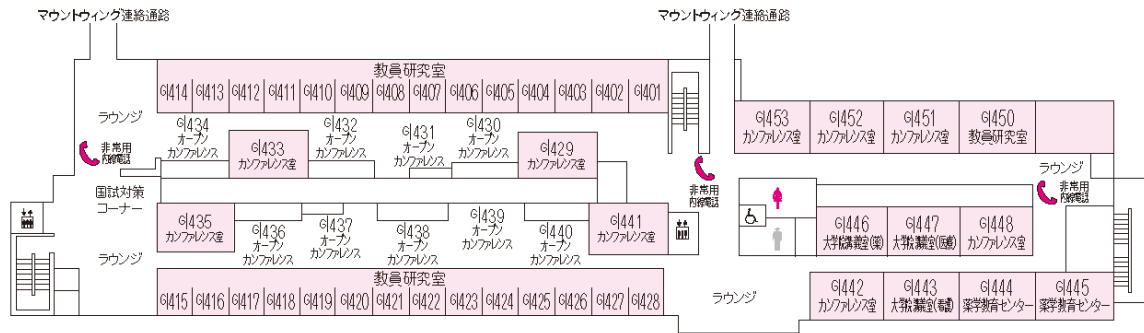 マウントウィング連絡通路
マウントウィング連絡通路
教員研究室
G414 G413 G412 G411 G410 G409 G408 G407 G406 G405 G404 G403 G402 G401
ラウンジ
非常用
内線電話
G434
オープン
カンファレンス
G433
カンファレンス室
G432
オープン
カンファレンス
G431
オープン
カンファレンス
G430
オープン
カンファレンス
G429
カンファレンス室
国試対策
コーナー
G435
カンファレンス室
G436
オープン
カンファレンス
G437
オープン
カンファレンス
G438
オープン
カンファレンス
G439
オープン
カンファレンス
G440
オープン
カンファレンス
G441
カンファレンス室
ラウンジ
教員研究室
G415 G416 G417 G418 G419 G420 G421 G422 G423 G424 G425 G426 G427 G428
非常用
内線電話
ラウンジ
G453
カンファレンス室
G452
カンファレンス室
G451
カンファレンス室
G450
教員研究室
ラウンジ
非常用
内線電話
G446
大学院講義室(薬)
G447
大学院講義室(医療)
G448
カンファレンス室
G442
カンファレンス室
G443
大学院講義室(看護)
G444
薬学教育センター
G445
薬学教育センター